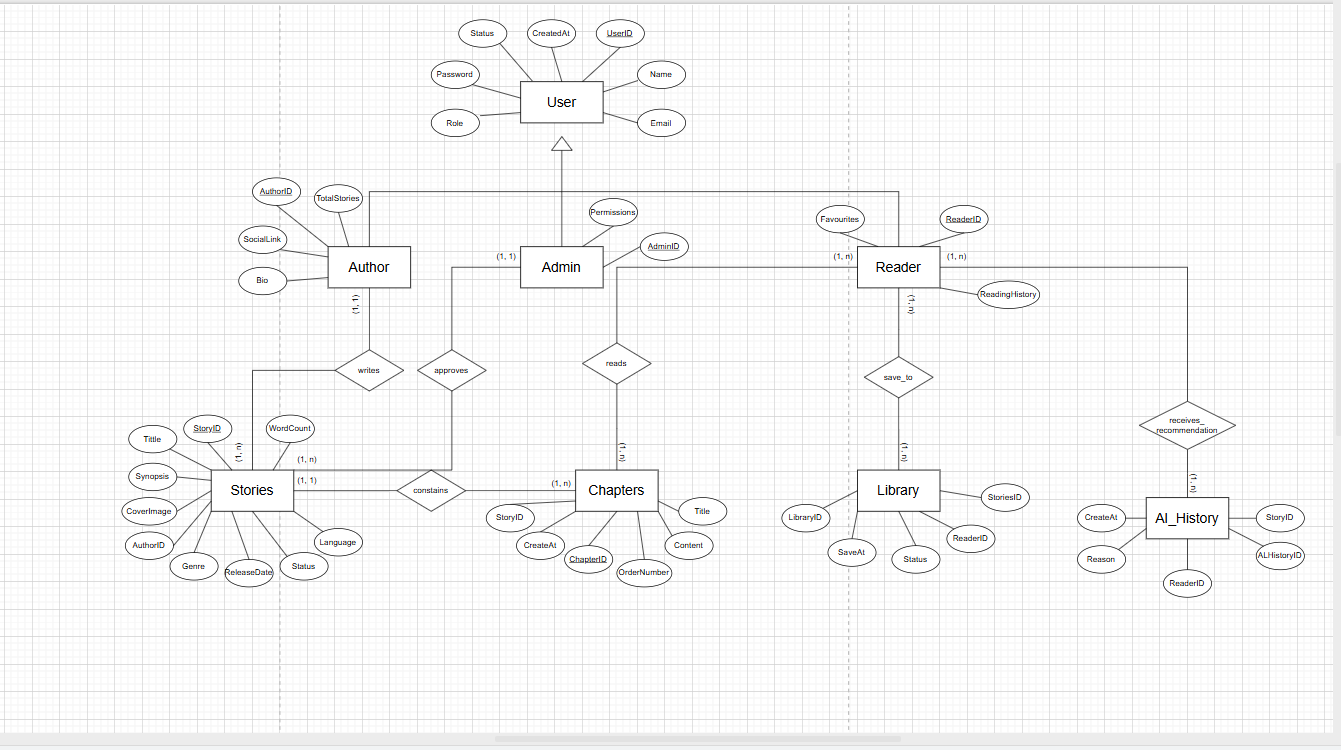 Status
CreatedAt
UserID
Password
Name
User
Role
Email
AuthorID
TotalStories
Permissions
Favourites
ReaderID
SocialLink
AdminID
(1, 1)
(1, n)
(1, n)
Author
Admin
Reader
Bio
ReadingHistory
(1, 1)
(1, n)
writes
approves
reads
save_to
receives_
recommendation
StoryID
WordCount
Tittle
(1, n)
(1, n)
(1, n)
(1, n)
Synopsis
(1, 1)
(1, n)
(1, n)
Stories
constains
Chapters
Library
StoriesID
CoverImage
StoryID
Title
LibraryID
CreateAt
AI_History
StoryID
AuthorID
Language
CreateAt
Content
ReaderID
SaveAt
Status
Reason
ALHistoryID
Genre
ReleaseDate
Status
ChapterID
OrderNumber
ReaderID